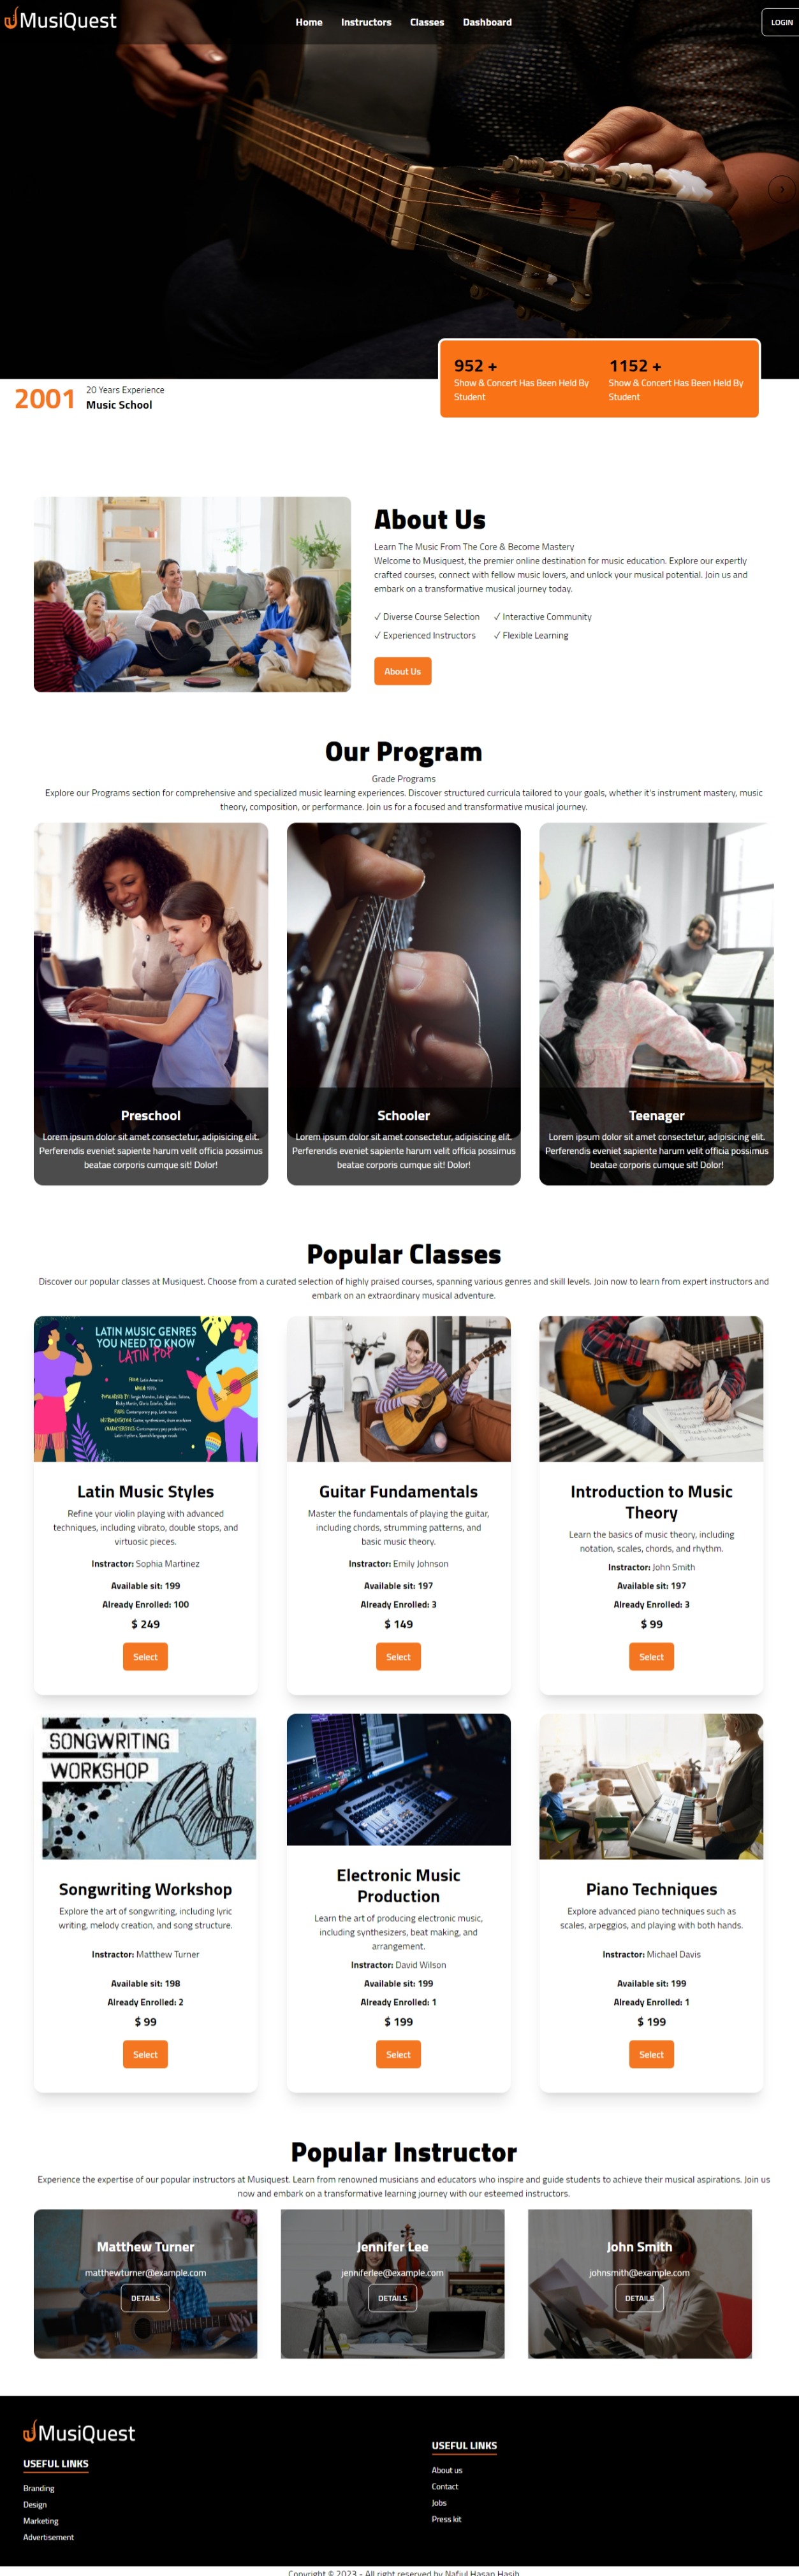 MusiQuest
Home Instructors Classes Dashboard
LOGIN
2001
20 Years Experience
Music School
952 +
Show & Concert Has Been Held By
Student
1152 +
Show & Concert Has Been Held By
Student
About Us
Learn The Music From The Core & Become Mastery
Welcome to Musiquest, the premier online destination for music education. Explore our expertly
crafted courses, connect with fellow music lovers, and unlock your musical potential. Join us and
embark on a transformative musical journey today.
✓ Diverse Course Selection ✓ Interactive Community
✓ Experienced Instructors ✓ Flexible Learning
About Us
Our Program
Grade Programs
Explore our Programs section for comprehensive and specialized music learning experiences. Discover structured curricula tailored to your goals, whether it's instrument mastery, music
theory, composition, or performance. Join us for a focused and transformative musical journey.
Preschool
Lorem ipsum dolor sit amet consectetur, adipisicing elit.
Perferendis eveniet sapiente harum velit officia possimus
beatae corporis cumque sit! Dolor!
Schooler
Lorem ipsum dolor sit amet consectetur, adipisicing elit.
Perferendis eveniet sapiente harum velit officia possimus
beatae corporis cumque sit! Dolor!
Teenager
Lorem ipsum dolor sit amet consectetur, adipisicing elit.
Perferendis eveniet sapiente harum velit officia possimus
beatae corporis cumque sit! Dolor!
Popular Classes
Discover our popular classes at Musiquest. Choose from a curated selection of highly praised courses, spanning various genres and skill levels. Join now to learn from expert instructors and
embark on an extraordinary musical adventure.
LATIN MUSIC GENRES
YOU NEED TO KNOW
LATIN POP
Latin Music Styles
Refine your violin playing with advanced
techniques, including vibrato, double stops, and
virtuosic pieces.
Instructor: Sophia Martinez
Available sit: 199
Already Enrolled: 100
$ 249
Select
Guitar Fundamentals
Master the fundamentals of playing the guitar,
including chords, strumming patterns, and
basic music theory.
Instructor: Emily Johnson
Available sit: 197
Already Enrolled: 3
$ 149
Select
Introduction to Music
Theory
Learn the basics of music theory, including
notation, scales, chords, and rhythm.
Instructor: John Smith
Available sit: 197
Already Enrolled: 3
$ 99
Select
SONGWRITING
WORKSHOP
Songwriting Workshop
Explore the art of songwriting, including lyric
writing, melody creation, and song structure.
Instructor: Matthew Turner
Available sit: 198
Already Enrolled: 2
$ 99
Select
Electronic Music
Production
Learn the art of producing electronic music,
including synthesizers, beat making, and
arrangement.
Instructor: David Wilson
Available sit: 199
Already Enrolled: 1
$ 199
Select
Piano Techniques
Explore advanced piano techniques such as
scales, arpeggios, and playing with both hands.
Instructor: Michael Davis
Available sit: 199
Already Enrolled: 1
$ 199
Select
Popular Instructor
Experience the expertise of our popular instructors at Musiquest. Learn from renowned musicians and educators who inspire and guide students to achieve their musical aspirations. Join us
now and embark on a transformative learning journey with our esteemed instructors.
Matthew Turner
matthewturner@example.com
DETAILS
Jennifer Lee
jenniferlee@example.com
DETAILS
John Smith
johnsmith@example.com
DETAILS
MusiQuest
USEFUL LINKS
Branding
Design
Marketing
Advertisement
USEFUL LINKS
About us
Contact
Jobs
Press kit
Copyright © 2023 - All right reserved by Nafiul Hasan Hasib